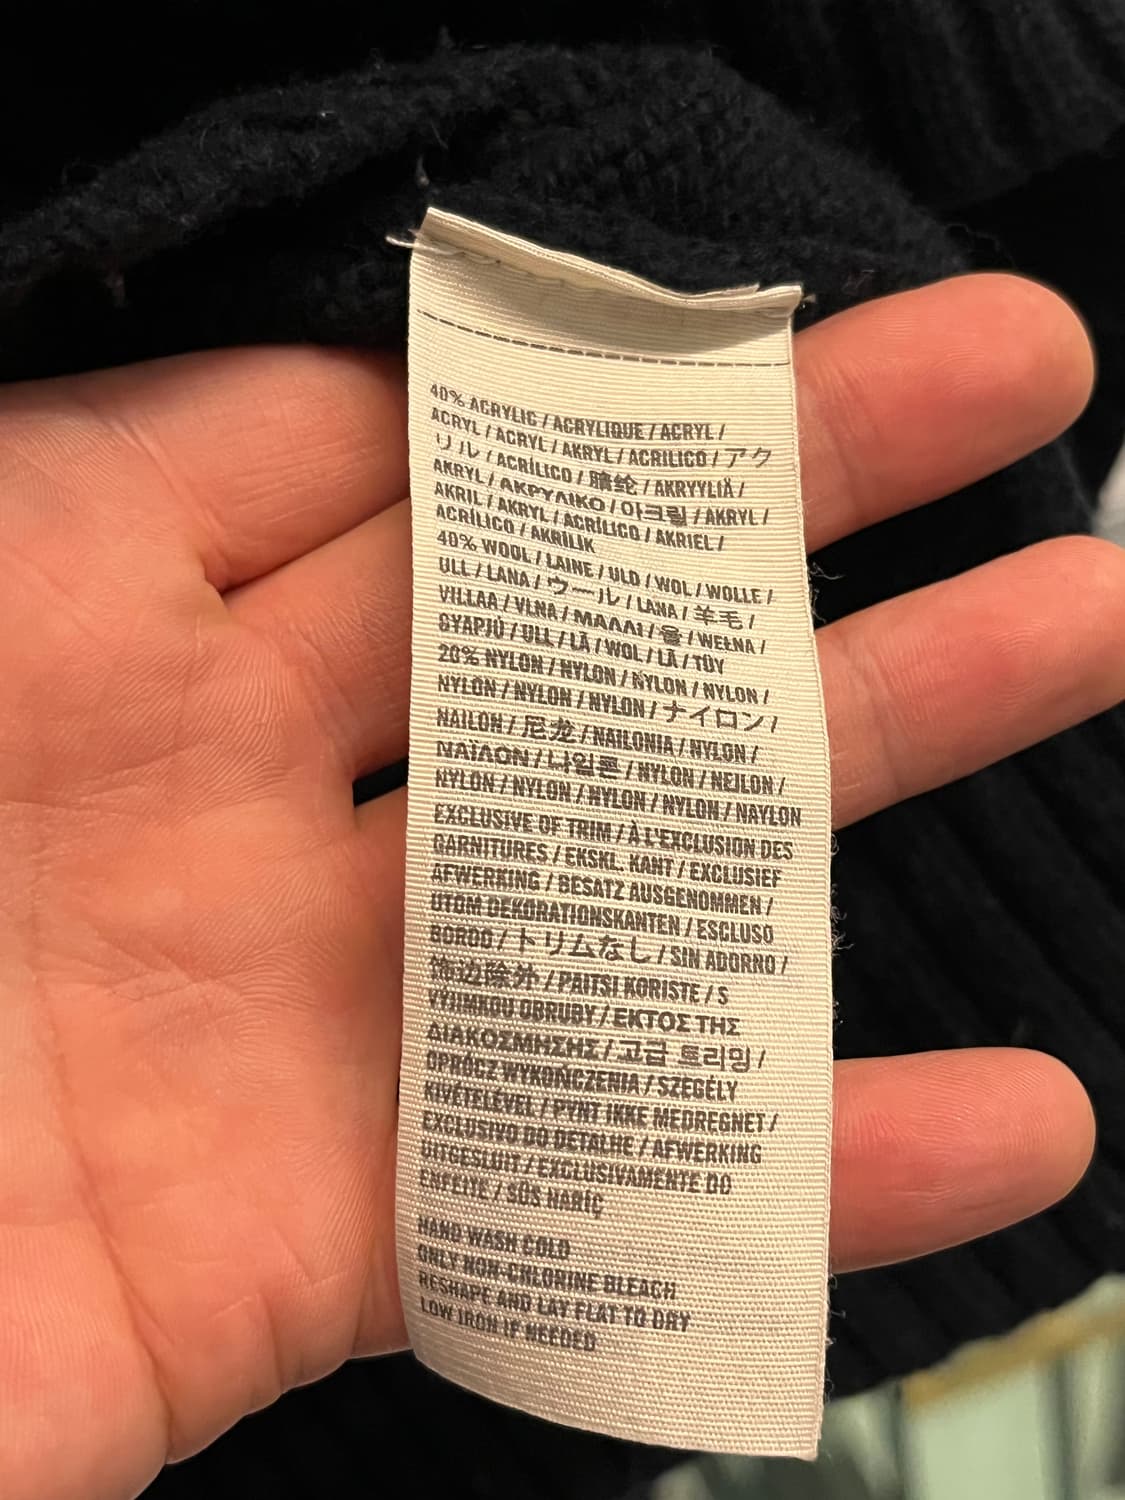 40% ACRYLIC / ACRYLIQUE / ACRYL /
ACRYL / ACRYL / AKRYL / ACRILICO / アク
リル / ACRÍLICO / 腈纶 / AKRYYLIÄ /
AKRYL / ΑΚΡΥΛΙΚΟ / 아크릴 / AKRYL /
AKRIL / AKRYL / ACRÍLICO / AKRIEL /
ACRÍLICO / AKRİLİK
40% WOOL / LAINE / ULD / WOL / WOLLE /
ULL / LANA / ウール / LANA / 羊毛 /
VILLAA / VLNA / ΜΑΛΛΙ / 울 / WEŁNA /
GYAPJÚ / ULL / LÃ / WOL / LÃ / TÜY
20% NYLON / NYLON / NYLON / NYLON /
NYLON / NYLON / NYLON / ナイロン /
NAILON / 尼龙 / NAILONIA / NYLON /
ΝΑΪΛΟΝ / 나일론 / NYLON / NEJLON /
NYLON / NYLON / NYLON / NYLON / NAYLON
EXCLUSIVE OF TRIM / À L'EXCLUSION DES
GARNITURES / EKSKL. KANT / EXCLUSIEF
AFWERKING / BESATZ AUSGENOMMEN /
UTOM DEKORATIONSKANTEN / ESCLUSO
BORDO / トリムなし / SIN ADORNO /
饰边除外 / PAITSI KORISTE / S
VÝJIMKOU OBRUBY / ΕΚΤΟΣ ΤΗΣ
ΔΙΑΚΟΣΜΗΣΗΣ / 고급 트리밍 /
OPRÓCZ WYKOŃCZENIA / SZEGÉLY
KIVÉTELÉVEL / PYNT IKKE MEDREGNET /
EXCLUSIVO DO DETALHE / AFWERKING
UITGESLUIT / EXCLUSIVAMENTE DO
ENFEITE / SÜS HARİÇ
HAND WASH COLD
ONLY NON-CHLORINE BLEACH
RESHAPE AND LAY FLAT TO DRY
LOW IRON IF NEEDED